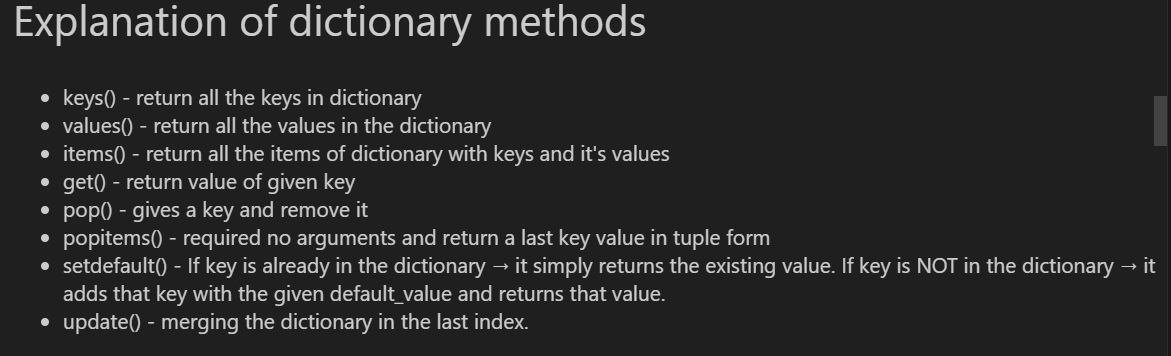 Explanation of dictionary methods
• keys() - return all the keys in dictionary
• values() - return all the values in the dictionary
• items() - return all the items of dictionary with keys and it's values
• get() - return value of given key
• pop() - gives a key and remove it
• popitems() - required no arguments and return a last key value in tuple form
• setdefault() - If key is already in the dictionary → it simply returns the existing value. If key is NOT in the dictionary → it
adds that key with the given default_value and returns that value.
• update() - merging the dictionary in the last index.